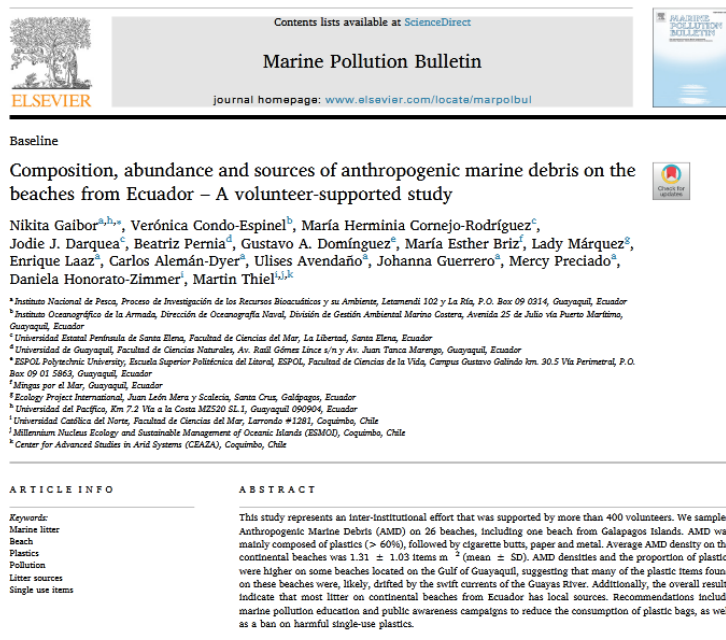 Contents lists available at ScienceDirect
MARINE
POLLUTION
BULLETIN
Marine Pollution Bulletin
ELSEVIER
journal homepage: www.elsevier.com/locate/marpolbul
Baseline
Composition, abundance and sources of anthropogenic marine debris on the
beaches from Ecuador – A volunteer-supported study
Check for
updates
Nikita Gaibor a,h,*, Verónica Condo-Espinel b, María Herminia Cornejo-Rodríguez c,
Jodie J. Darquea c, Beatriz Pernia d, Gustavo A. Domínguez e, María Esther Briz f, Lady Márquez g,
Enrique Laaz a, Carlos Alemán-Dyer a, Ulises Avendaño a, Johanna Guerrero a, Mercy Preciado a,
Daniela Honorato-Zimmer i, Martin Thiel i,j,k
a Instituto Nacional de Pesca, Proceso de Investigación de los Recursos Bioacuáticos y su Ambiente, Letamendi 102 y La Ría, P.O. Box 09 0314, Guayaquil, Ecuador
b Instituto Oceanográfico de la Armada, Dirección de Oceanografía Naval, División de Gestión Ambiental Marino Costera, Avenida 25 de Julio vía Puerto Marítimo,
Guayaquil, Ecuador
c Universidad Estatal Península de Santa Elena, Facultad de Ciencias del Mar, La Libertad, Santa Elena, Ecuador
d Universidad de Guayaquil, Facultad de Ciencias Naturales, Av. Raúl Gómes Lince s/n y Av. Juan Tanca Marengo, Guayaquil, Ecuador
e ESPOL Polytechnic University, Escuela Superior Politécnica del Litoral, ESPOL, Facultad de Ciencias de la Vida, Campus Gustavo Galindo km. 30.5 Vía Perimetral, P.O.
Box 09 01 5863, Guayaquil, Ecuador
f Mingas por el Mar, Guayaquil, Ecuador
g Ecology Project International, Juan León Mera y Scalecia, Santa Cruz, Galápagos, Ecuador
h Universidad del Pacífico, Km 7.2 Vía a la Costa MZ520 SL.1, Guayaquil 090904, Ecuador
i Universidad Católica del Norte, Facultad de Ciencias del Mar, Larrondo #1281, Coquimbo, Chile
j Millennium Nucleus Ecology and Sustainable Management of Oceanic Islands (ESMOI), Coquimbo, Chile
k Center for Advanced Studies in Arid Systems (CEAZA), Coquimbo, Chile
ARTICLE INFO
Keywords:
Marine litter
Beach
Plastics
Pollution
Litter sources
Single use items
ABSTRACT
This study represents an inter-institutional effort that was supported by more than 400 volunteers. We sample
Anthropogenic Marine Debris (AMD) on 26 beaches, including one beach from Galapagos Islands. AMD wa
mainly composed of plastics (> 60%), followed by cigarette butts, paper and metal. Average AMD density on th
continental beaches was 1.31 ± 1.03 items m 2 (mean ± SD). AMD densities and the proportion of plastic
were higher on some beaches located on the Gulf of Guayaquil, suggesting that many of the plastic items foun
on these beaches were, likely, drifted by the swift currents of the Guayas River. Additionally, the overall result
indicate that most litter on continental beaches from Ecuador has local sources. Recommendations includ
marine pollution education and public awareness campaigns to reduce the consumption of plastic bags, as wel
as a ban on harmful single-use plastics.